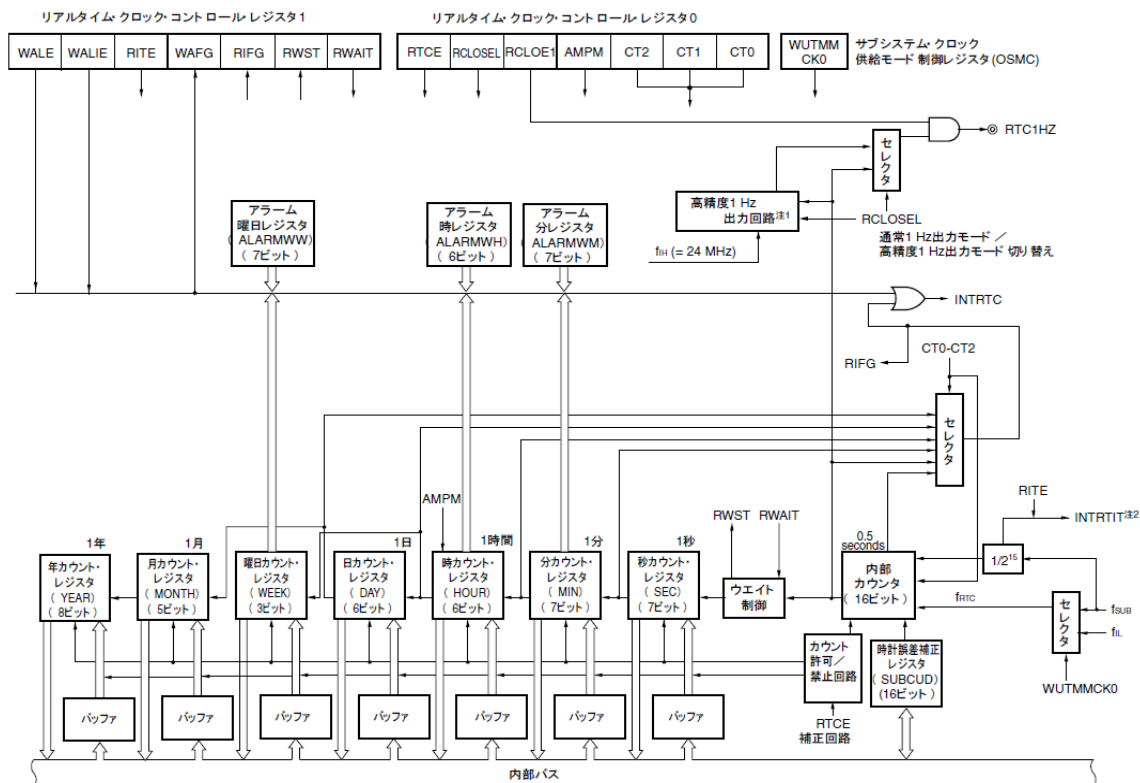 リアルタイム・クロック・コントロール・レジスタ1
リアルタイム・クロック・コントロール・レジスタ0
WALE WALIE RITE WAFG RIFG RWST RWAIT
RTCE RCLOSEL RCLOE1 AMPM CT2 CT1 CT0
WUTMM
CK0
サブシステム・クロック
供給モード制御レジスタ(OSMC)
RTC1HZ
セレクタ
高精度1 Hz
出力回路注1
RCLOSEL
通常1 Hz出力モード／
高精度1 Hz出力モード切り替え
fIH (= 24 MHz)
アラーム
曜日レジスタ
( ALARMWW)
( 7ビット )
アラーム
時レジスタ
( ALARMWH)
( 6ビット )
アラーム
分レジスタ
( ALARMWM)
( 7ビット )
INTRTC
RIFG
CT0-CT2
セレクタ
RITE
INTRTIT注2
AMPM
RWST RWAIT
0.5
seconds
1/215
1年
1月
1日
1時間
1分
1秒
年カウント・
レジスタ
( YEAR)
( 8ビット )
月カウント・
レジスタ
( MONTH)
( 5ビット )
曜日カウント・
レジスタ
( WEEK)
( 3ビット )
日カウント・
レジスタ
( DAY)
( 6ビット )
時カウント・
レジスタ
( HOUR)
( 6ビット )
分カウント・
レジスタ
( MIN)
( 7ビット )
秒カウント・
レジスタ
( SEC)
( 7ビット )
ウエイト
制御
内部
カウンタ
( 16ビット )
fRTC
セレクタ
fSUB
fIL
WUTMMCK0
カウント
許可／
禁止回路
時計誤差補正
レジスタ
( SUBCUD)
(16ビット)
RTCE
補正回路
バッファ バッファ バッファ バッファ バッファ バッファ バッファ
内部バス